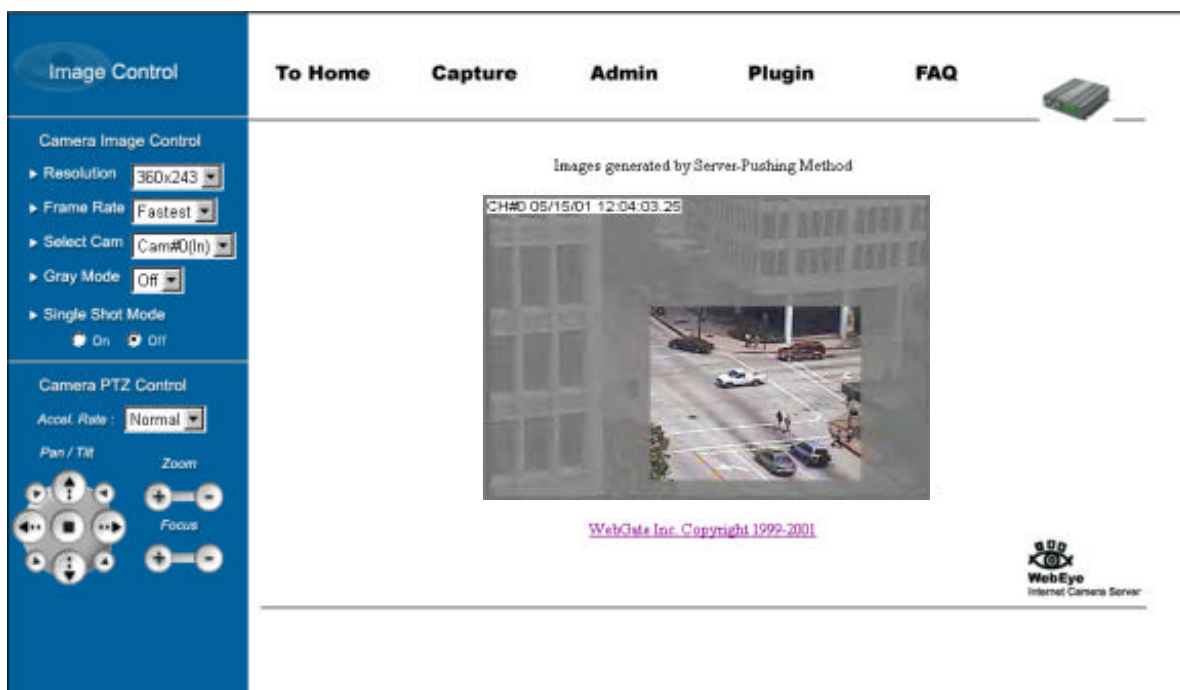 Image Control
To Home
Capture
Admin
Plugin
FAQ
Camera Image Control
Resolution
360x243
Frame Rate
Fastest
Select Cam
Cam#0(In)
Gray Mode
Off
Single Shot Mode
On
Off
Camera PTZ Control
Accel. Rate :
Normal
Pan / Tilt
Zoom
Focus
Images generated by Server-Pushing Method
CH#0 05/15/01 12:04:03.25
WebGate Inc. Copyright 1999-2001
WebEye
Internet Camera Server